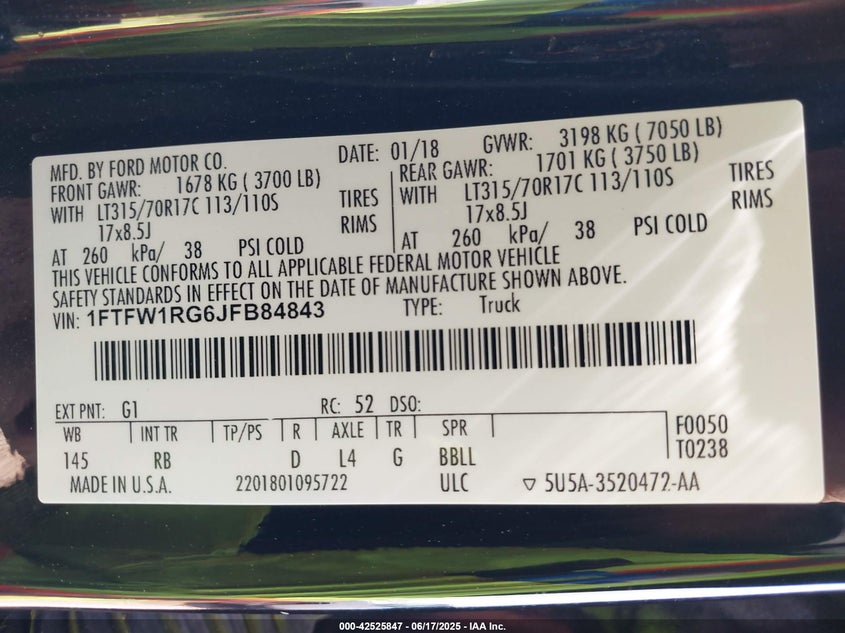 MFD. BY FORD MOTOR CO. DATE: 01/18 GVWR: 3198 KG ( 7050 LB)
FRONT GAWR: 1678 KG ( 3700 LB) REAR GAWR: 1701 KG ( 3750 LB)
WITH LT315/70R17C 113/110S TIRES WITH LT315/70R17C 113/110S TIRES
17x8.5J RIMS 17x8.5J RIMS
AT 260 kPa/ 38 PSI COLD AT 260 kPa/ 38 PSI COLD
THIS VEHICLE CONFORMS TO ALL APPLICABLE FEDERAL MOTOR VEHICLE
SAFETY STANDARDS IN EFFECT ON THE DATE OF MANUFACTURE SHOWN ABOVE.
VIN: 1FTFW1RG6JFB84843 TYPE: Truck
EXT PNT: G1 RC: 52 DSO:
WB INT TR TP/PS R AXLE TR SPR F0050
145 RB D L4 G BBLL T0238
MADE IN U.S.A. 2201801095722 ULC ▽ 5U5A-3520472-AA
000-42525847 - 06/17/2025 - IAA Inc.